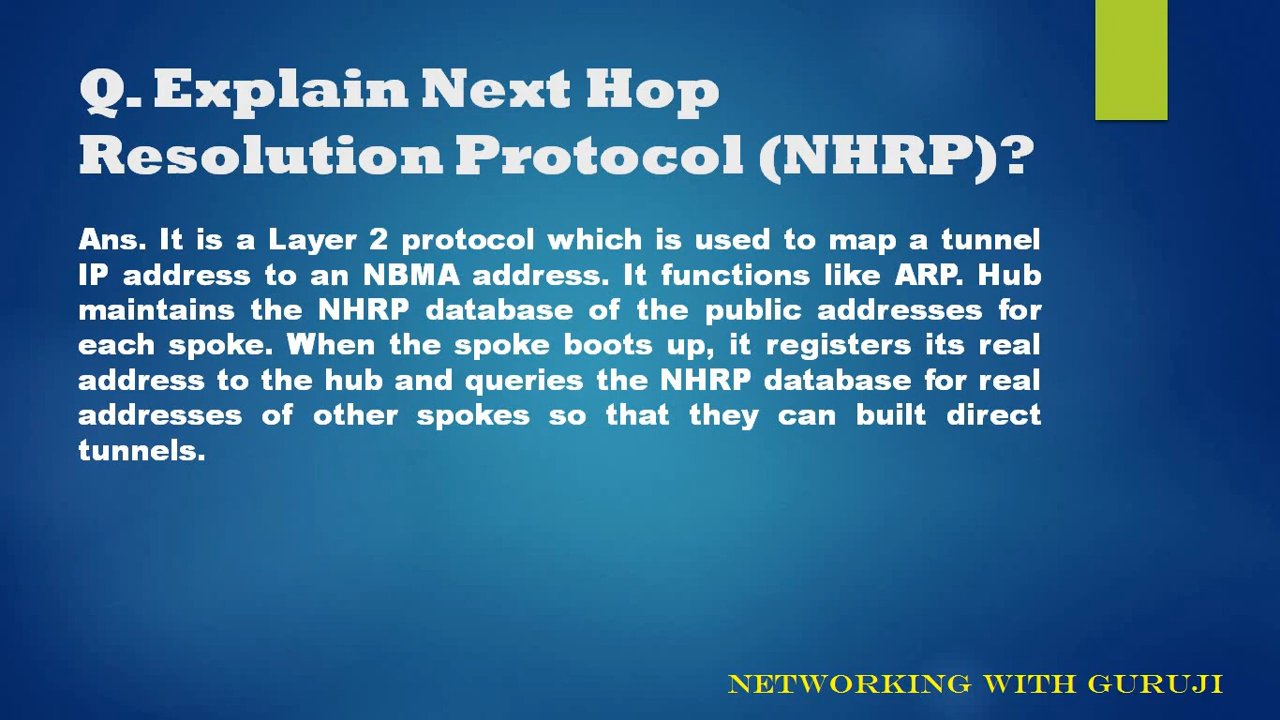 Q. Explain Next Hop
Resolution Protocol (NHRP)?
Ans. It is a Layer 2 protocol which is used to map a tunnel
IP address to an NBMA address. It functions like ARP. Hub
maintains the NHRP database of the public addresses for
each spoke. When the spoke boots up, it registers its real
address to the hub and queries the NHRP database for real
addresses of other spokes so that they can built direct
tunnels.
NETWORKING WITH GURUJI